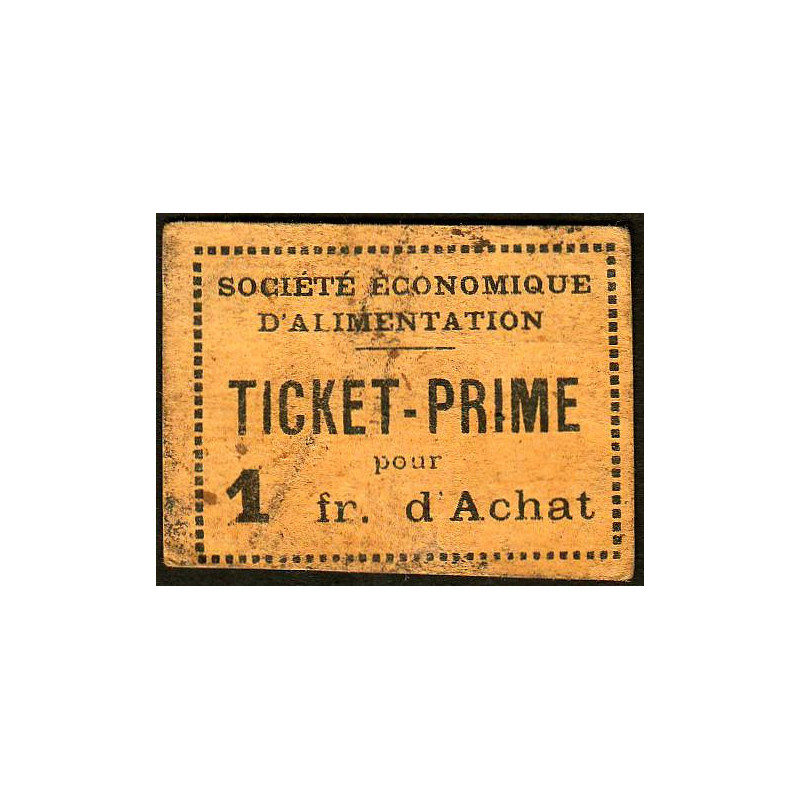 SOCIÉTÉ ÉCONOMIQUE
D'ALIMENTATION
TICKET-PRIME
pour
1 fr. d'Achat